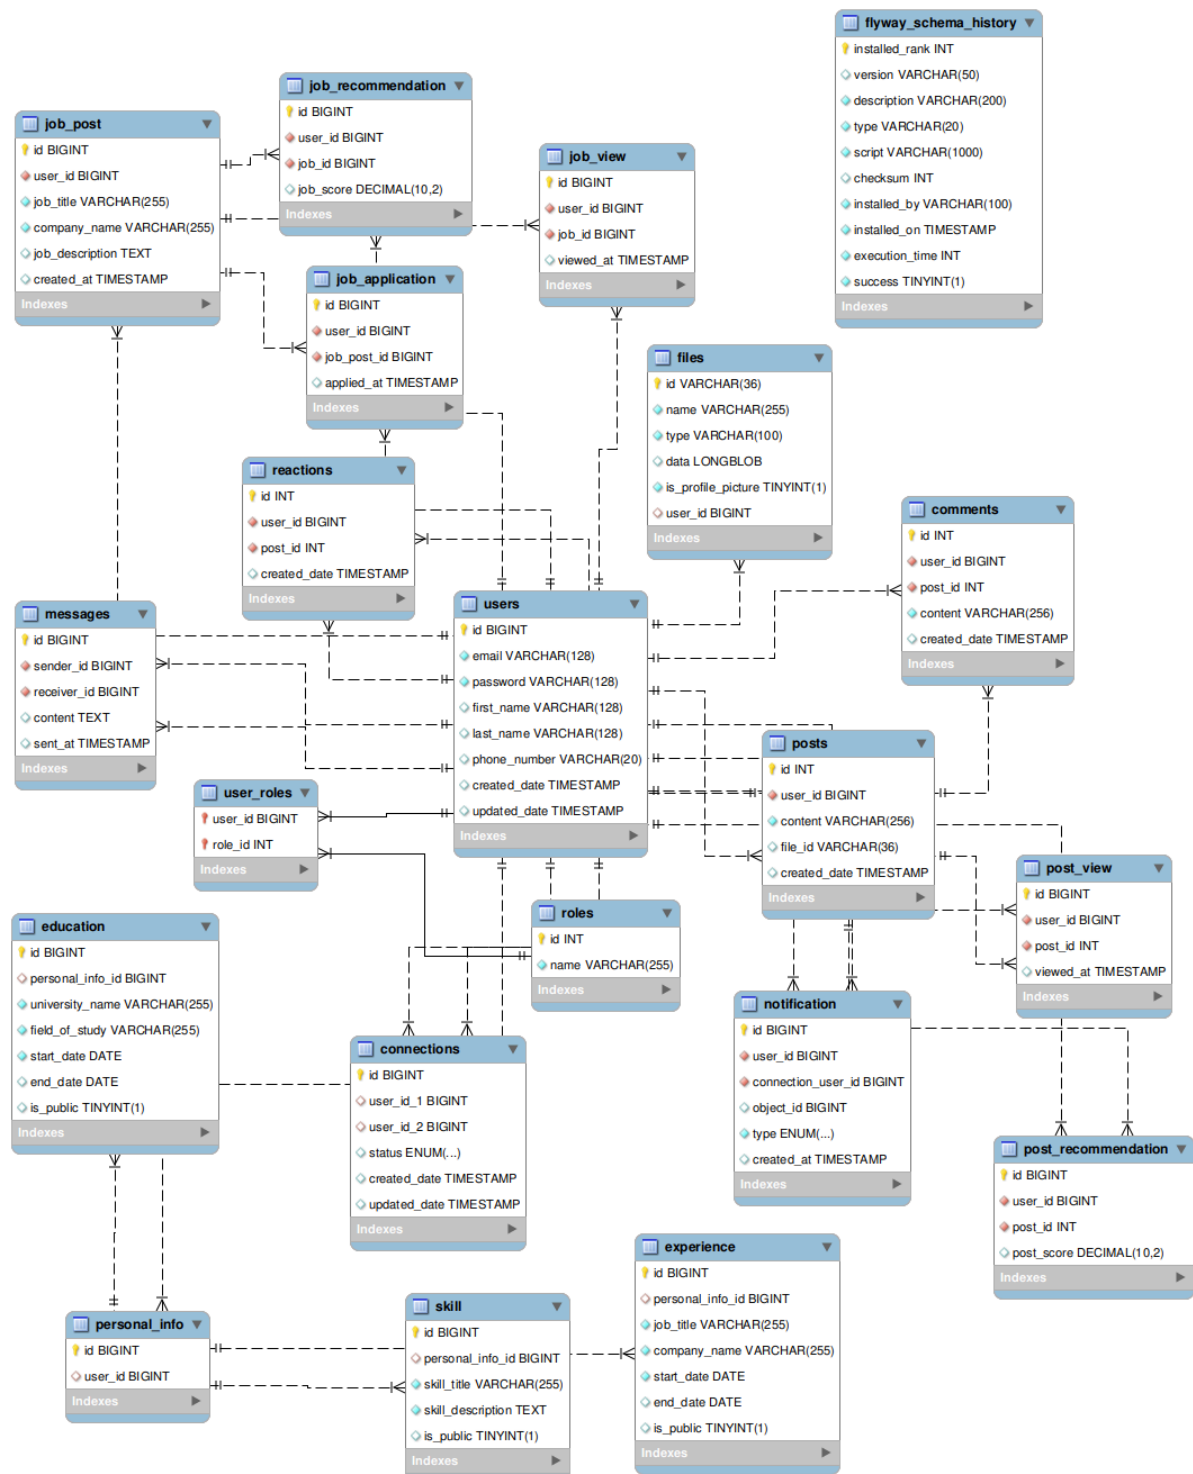 flyway_schema_history
installed_rank INT
version VARCHAR(50)
description VARCHAR(200)
type VARCHAR(20)
script VARCHAR(1000)
checksum INT
installed_by VARCHAR(100)
installed_on TIMESTAMP
execution_time INT
success TINYINT(1)
Indexes
job_recommendation
id BIGINT
user_id BIGINT
job_id BIGINT
job_score DECIMAL(10,2)
Indexes
job_post
id BIGINT
user_id BIGINT
job_title VARCHAR(255)
company_name VARCHAR(255)
job_description TEXT
created_at TIMESTAMP
Indexes
job_view
id BIGINT
user_id BIGINT
job_id BIGINT
viewed_at TIMESTAMP
Indexes
job_application
id BIGINT
user_id BIGINT
job_post_id BIGINT
applied_at TIMESTAMP
Indexes
files
id VARCHAR(36)
name VARCHAR(255)
type VARCHAR(100)
data LONGBLOB
is_profile_picture TINYINT(1)
user_id BIGINT
Indexes
reactions
id INT
user_id BIGINT
post_id INT
created_date TIMESTAMP
Indexes
comments
id INT
user_id BIGINT
post_id INT
content VARCHAR(256)
created_date TIMESTAMP
Indexes
messages
id BIGINT
sender_id BIGINT
receiver_id BIGINT
content TEXT
sent_at TIMESTAMP
Indexes
users
id BIGINT
email VARCHAR(128)
password VARCHAR(128)
first_name VARCHAR(128)
last_name VARCHAR(128)
phone_number VARCHAR(20)
created_date TIMESTAMP
updated_date TIMESTAMP
Indexes
posts
id INT
user_id BIGINT
content VARCHAR(256)
file_id VARCHAR(36)
created_date TIMESTAMP
Indexes
user_roles
user_id BIGINT
role_id INT
Indexes
post_view
id BIGINT
user_id BIGINT
post_id INT
viewed_at TIMESTAMP
Indexes
education
id BIGINT
personal_info_id BIGINT
university_name VARCHAR(255)
field_of_study VARCHAR(255)
start_date DATE
end_date DATE
is_public TINYINT(1)
Indexes
roles
id INT
name VARCHAR(255)
Indexes
notification
id BIGINT
user_id BIGINT
connection_user_id BIGINT
object_id BIGINT
type ENUM(...)
created_at TIMESTAMP
Indexes
connections
id BIGINT
user_id_1 BIGINT
user_id_2 BIGINT
status ENUM(...)
created_date TIMESTAMP
updated_date TIMESTAMP
Indexes
post_recommendation
id BIGINT
user_id BIGINT
post_id INT
post_score DECIMAL(10,2)
Indexes
experience
id BIGINT
personal_info_id BIGINT
job_title VARCHAR(255)
company_name VARCHAR(255)
start_date DATE
end_date DATE
is_public TINYINT(1)
Indexes
skill
id BIGINT
personal_info_id BIGINT
skill_title VARCHAR(255)
skill_description TEXT
is_public TINYINT(1)
Indexes
personal_info
id BIGINT
user_id BIGINT
Indexes